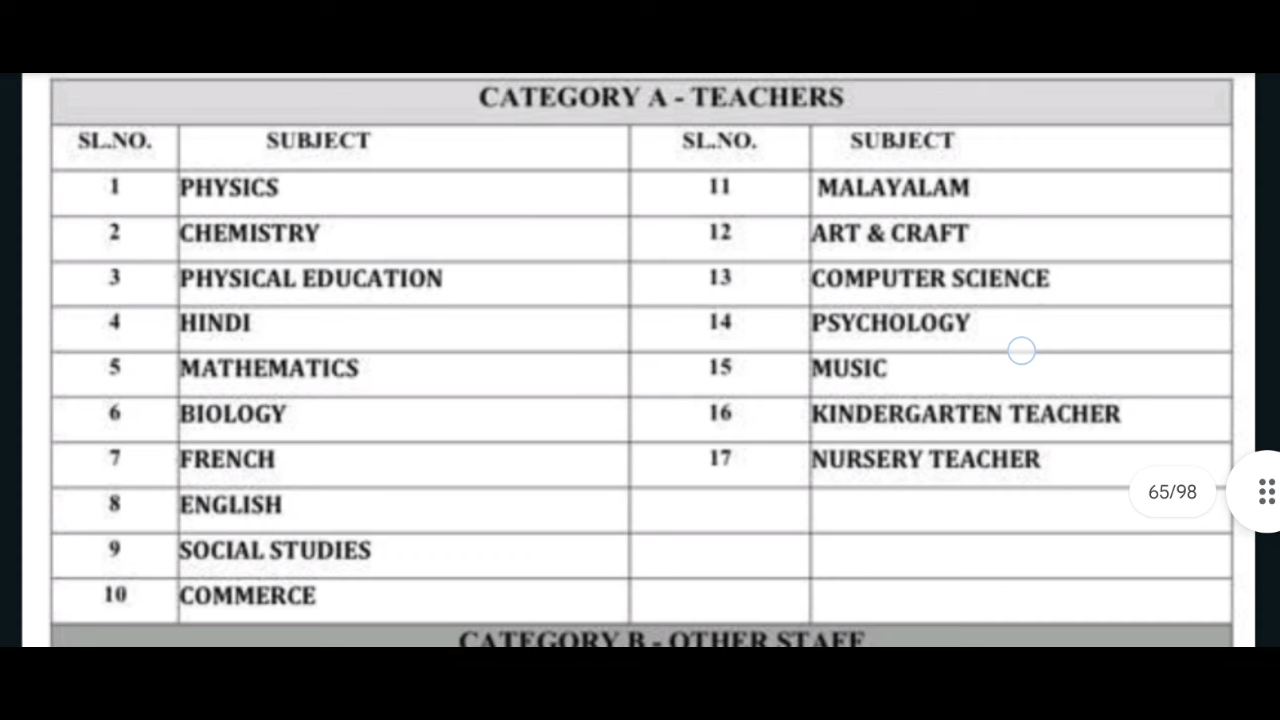 CATEGORY A - TEACHERS
SL.NO. SUBJECT SL.NO. SUBJECT
1 PHYSICS 11 MALAYALAM
2 CHEMISTRY 12 ART & CRAFT
3 PHYSICAL EDUCATION 13 COMPUTER SCIENCE
4 HINDI 14 PSYCHOLOGY
5 MATHEMATICS 15 MUSIC
6 BIOLOGY 16 KINDERGARTEN TEACHER
7 FRENCH 17 NURSERY TEACHER
65/98
8 ENGLISH
9 SOCIAL STUDIES
10 COMMERCE
CATEGORY B - OTHER STAFF